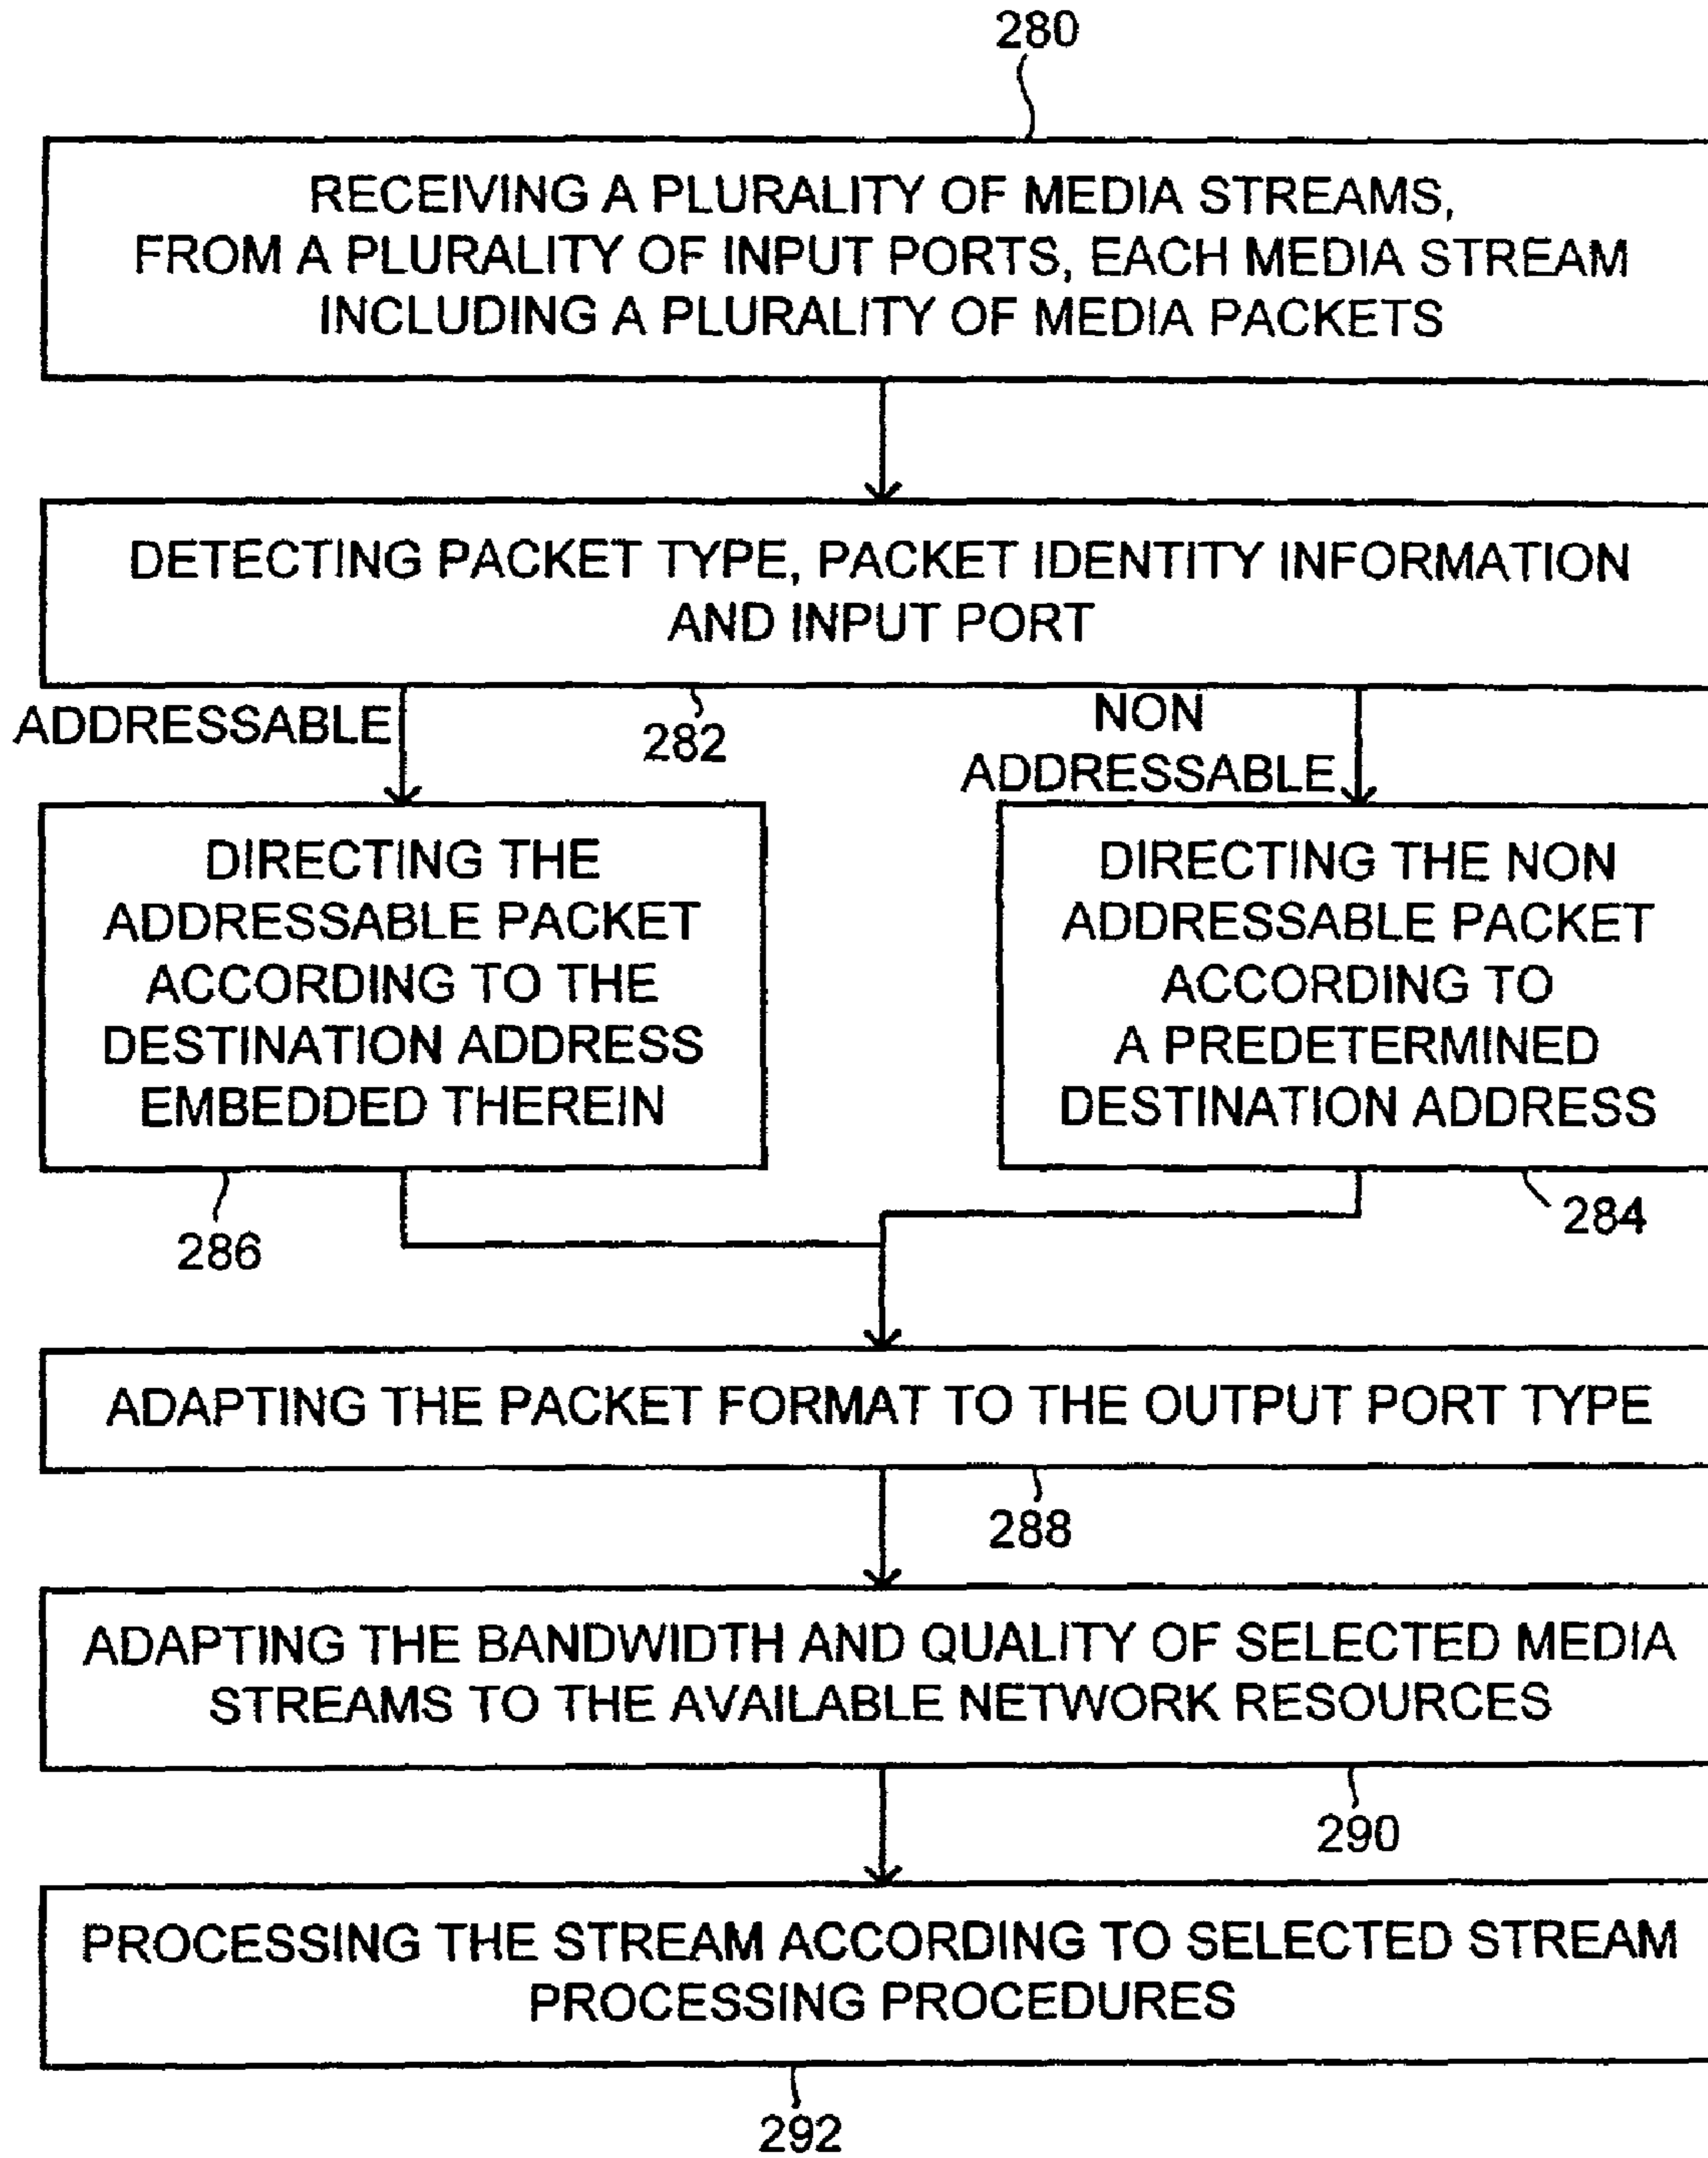 280
RECEIVING A PLURALITY OF MEDIA STREAMS,
FROM A PLURALITY OF INPUT PORTS, EACH MEDIA STREAM
INCLUDING A PLURALITY OF MEDIA PACKETS
DETECTING PACKET TYPE, PACKET IDENTITY INFORMATION
AND INPUT PORT
ADDRESSABLE
282
NON
ADDRESSABLE
DIRECTING THE
ADDRESSABLE PACKET
ACCORDING TO THE
DESTINATION ADDRESS
EMBEDDED THEREIN
286
DIRECTING THE NON
ADDRESSABLE PACKET
ACCORDING TO
A PREDETERMINED
DESTINATION ADDRESS
284
ADAPTING THE PACKET FORMAT TO THE OUTPUT PORT TYPE
288
ADAPTING THE BANDWIDTH AND QUALITY OF SELECTED MEDIA
STREAMS TO THE AVAILABLE NETWORK RESOURCES
290
PROCESSING THE STREAM ACCORDING TO SELECTED STREAM
PROCESSING PROCEDURES
292